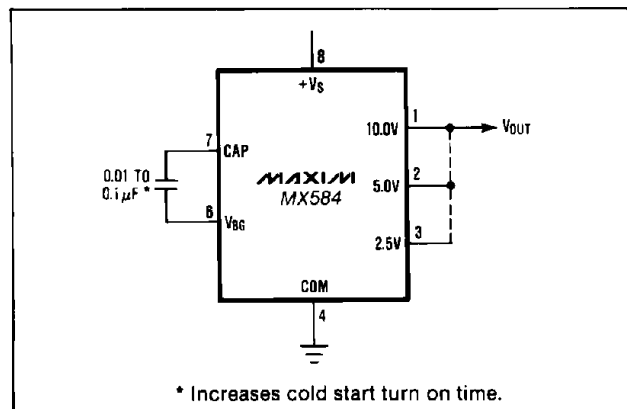 8
+VS
1
10.0V
VOUT
7
CAP
0.01 TO
0.1µF *
MAXIM
MX584
2
5.0V
6
VBG
3
2.5V
COM
4
* Increases cold start turn on time.